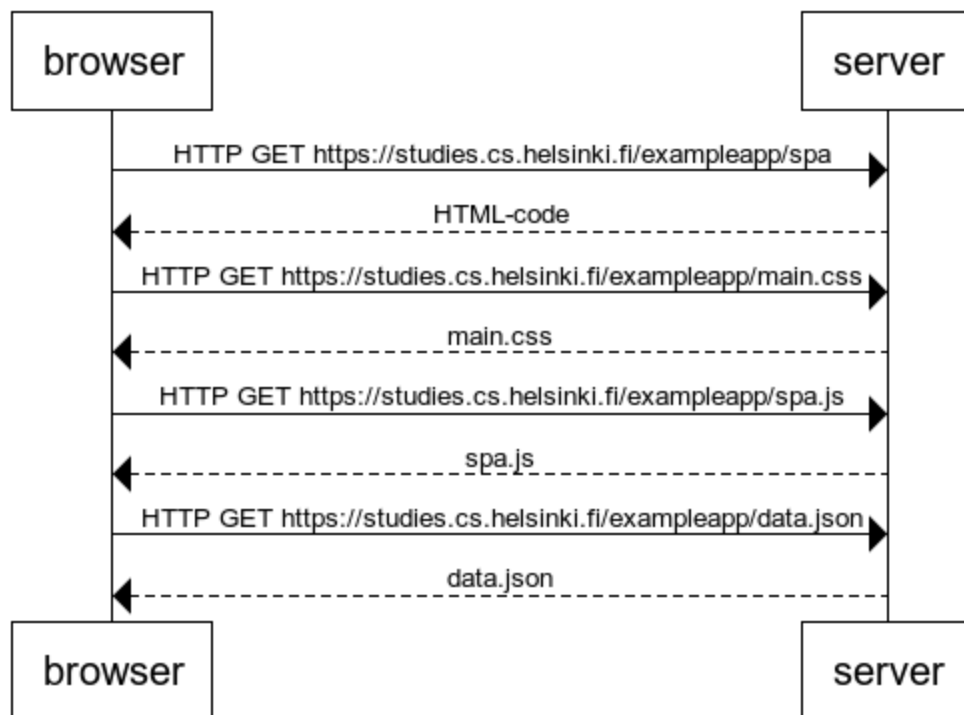 browser
server
HTTP GET https://studies.cs.helsinki.fi/exampleapp/spa
HTML-code
HTTP GET https://studies.cs.helsinki.fi/exampleapp/main.css
main.css
HTTP GET https://studies.cs.helsinki.fi/exampleapp/spa.js
spa.js
HTTP GET https://studies.cs.helsinki.fi/exampleapp/data.json
data.json
browser
server